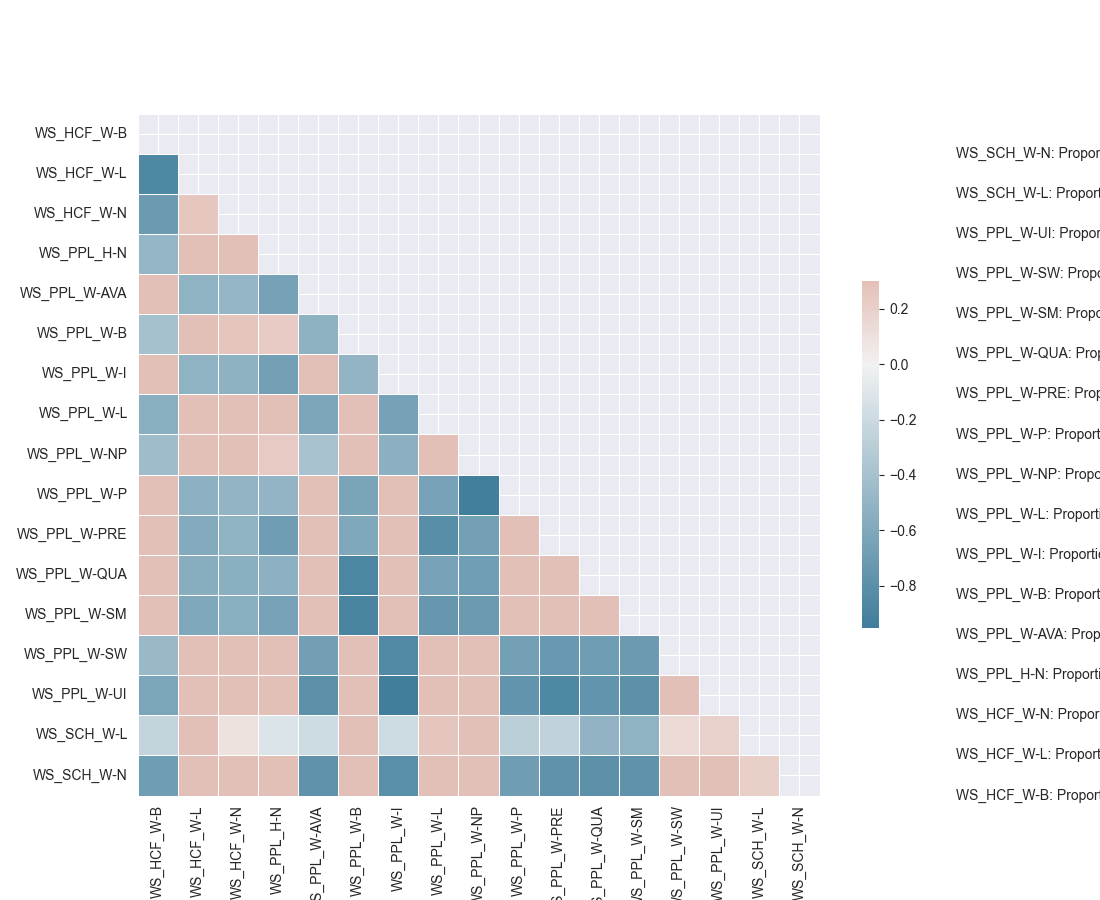 WS_HCF_W-B
WS_HCF_W-L
WS_HCF_W-N
WS_PPL_H-N
WS_PPL_W-AVA
WS_PPL_W-B
WS_PPL_W-I
WS_PPL_W-L
WS_PPL_W-NP
WS_PPL_W-P
WS_PPL_W-PRE
WS_PPL_W-QUA
WS_PPL_W-SM
WS_PPL_W-SW
WS_PPL_W-UI
WS_SCH_W-L
WS_SCH_W-N
WS_HCF_W-B
WS_HCF_W-L
WS_HCF_W-N
WS_PPL_H-N
S_PPL_W-AVA
WS_PPL_W-B
WS_PPL_W-I
WS_PPL_W-L
WS_PPL_W-NP
WS_PPL_W-P
S_PPL_W-PRE
S_PPL_W-QUA
WS_PPL_W-SM
WS_PPL_W-SW
WS_PPL_W-UI
WS_SCH_W-L
WS_SCH_W-N
0.2
0.0
−0.2
−0.4
−0.6
−0.8
WS_SCH_W-N: Propor
WS_SCH_W-L: Proport
WS_PPL_W-UI: Propor
WS_PPL_W-SW: Propo
WS_PPL_W-SM: Propo
WS_PPL_W-QUA: Prop
WS_PPL_W-PRE: Prop
WS_PPL_W-P: Proport
WS_PPL_W-NP: Propo
WS_PPL_W-L: Proporti
WS_PPL_W-I: Proportio
WS_PPL_W-B: Proport
WS_PPL_W-AVA: Prop
WS_PPL_H-N: Proporti
WS_HCF_W-N: Propor
WS_HCF_W-L: Proport
WS_HCF_W-B: Proport